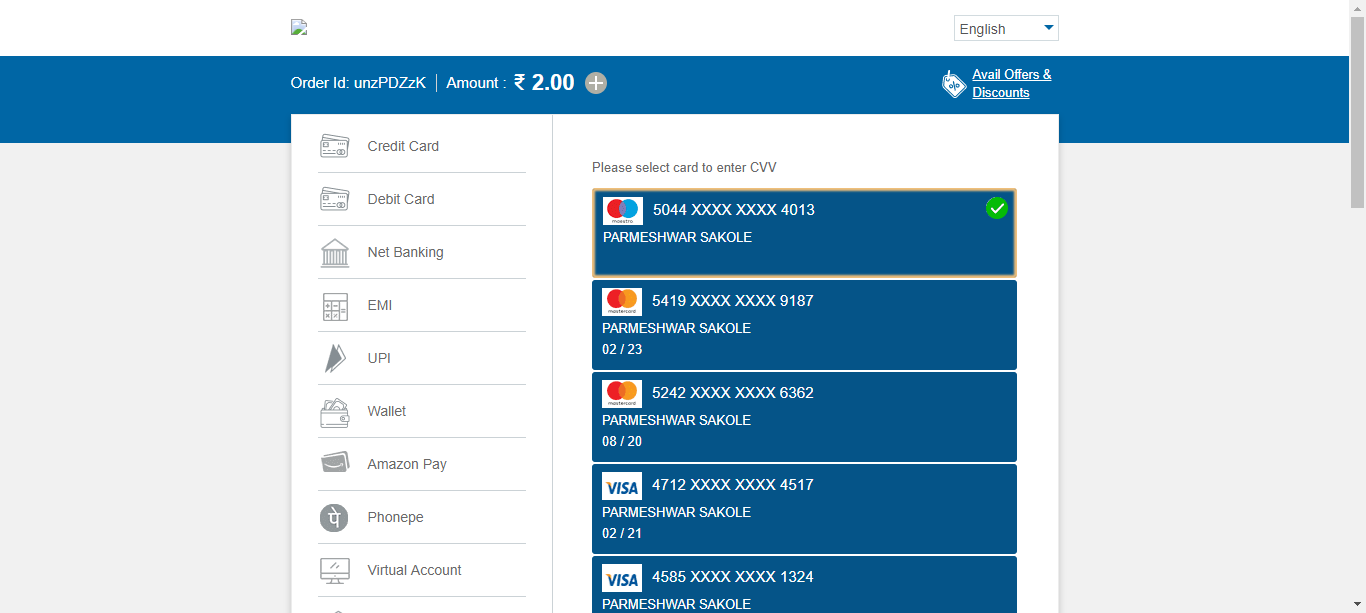 English
Order Id: unzPDZzK
Amount : ₹ 2.00
Avail Offers &
Discounts
Credit Card
Debit Card
Net Banking
EMI
UPI
Wallet
Amazon Pay
Phonepe
Virtual Account
Please select card to enter CVV
maestro
5044 XXXX XXXX 4013
PARMESHWAR SAKOLE
mastercard
5419 XXXX XXXX 9187
PARMESHWAR SAKOLE
02 / 23
mastercard
5242 XXXX XXXX 6362
PARMESHWAR SAKOLE
08 / 20
VISA
4712 XXXX XXXX 4517
PARMESHWAR SAKOLE
02 / 21
VISA
4585 XXXX XXXX 1324
PARMESHWAR SAKOLE